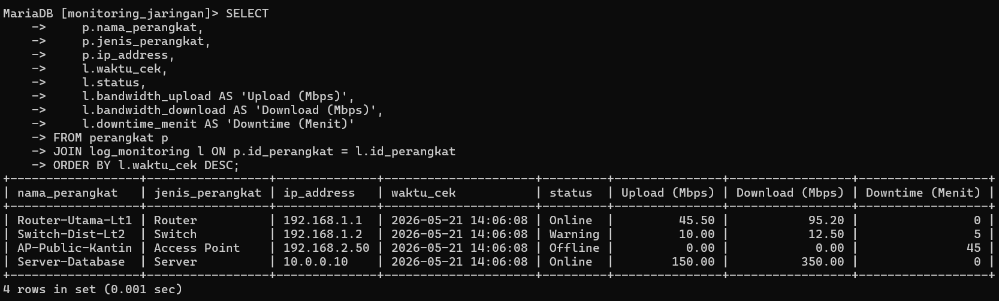 MariaDB [monitoring_jaringan]> SELECT
    ->     p.nama_perangkat,
    ->     p.jenis_perangkat,
    ->     p.ip_address,
    ->     l.waktu_cek,
    ->     l.status,
    ->     l.bandwidth_upload AS 'Upload (Mbps)',
    ->     l.bandwidth_download AS 'Download (Mbps)',
    ->     l.downtime_menit AS 'Downtime (Menit)'
    -> FROM perangkat p
    -> JOIN log_monitoring l ON p.id_perangkat = l.id_perangkat
    -> ORDER BY l.waktu_cek DESC;
+------------------+-----------------+--------------+---------------------+---------+---------------+-----------------+------------------+
| nama_perangkat   | jenis_perangkat | ip_address   | waktu_cek           | status  | Upload (Mbps) | Download (Mbps) | Downtime (Menit) |
+------------------+-----------------+--------------+---------------------+---------+---------------+-----------------+------------------+
| Router-Utama-Lt1 | Router          | 192.168.1.1  | 2026-05-21 14:06:08 | Online  |         45.50 |           95.20 |                0 |
| Switch-Dist-Lt2  | Switch          | 192.168.1.2  | 2026-05-21 14:06:08 | Warning |         10.00 |           12.50 |                5 |
| AP-Public-Kantin | Access Point    | 192.168.2.50 | 2026-05-21 14:06:08 | Offline |          0.00 |            0.00 |               45 |
| Server-Database  | Server          | 10.0.0.10    | 2026-05-21 14:06:08 | Online  |        150.00 |          350.00 |                0 |
+------------------+-----------------+--------------+---------------------+---------+---------------+-----------------+------------------+
4 rows in set (0.001 sec)